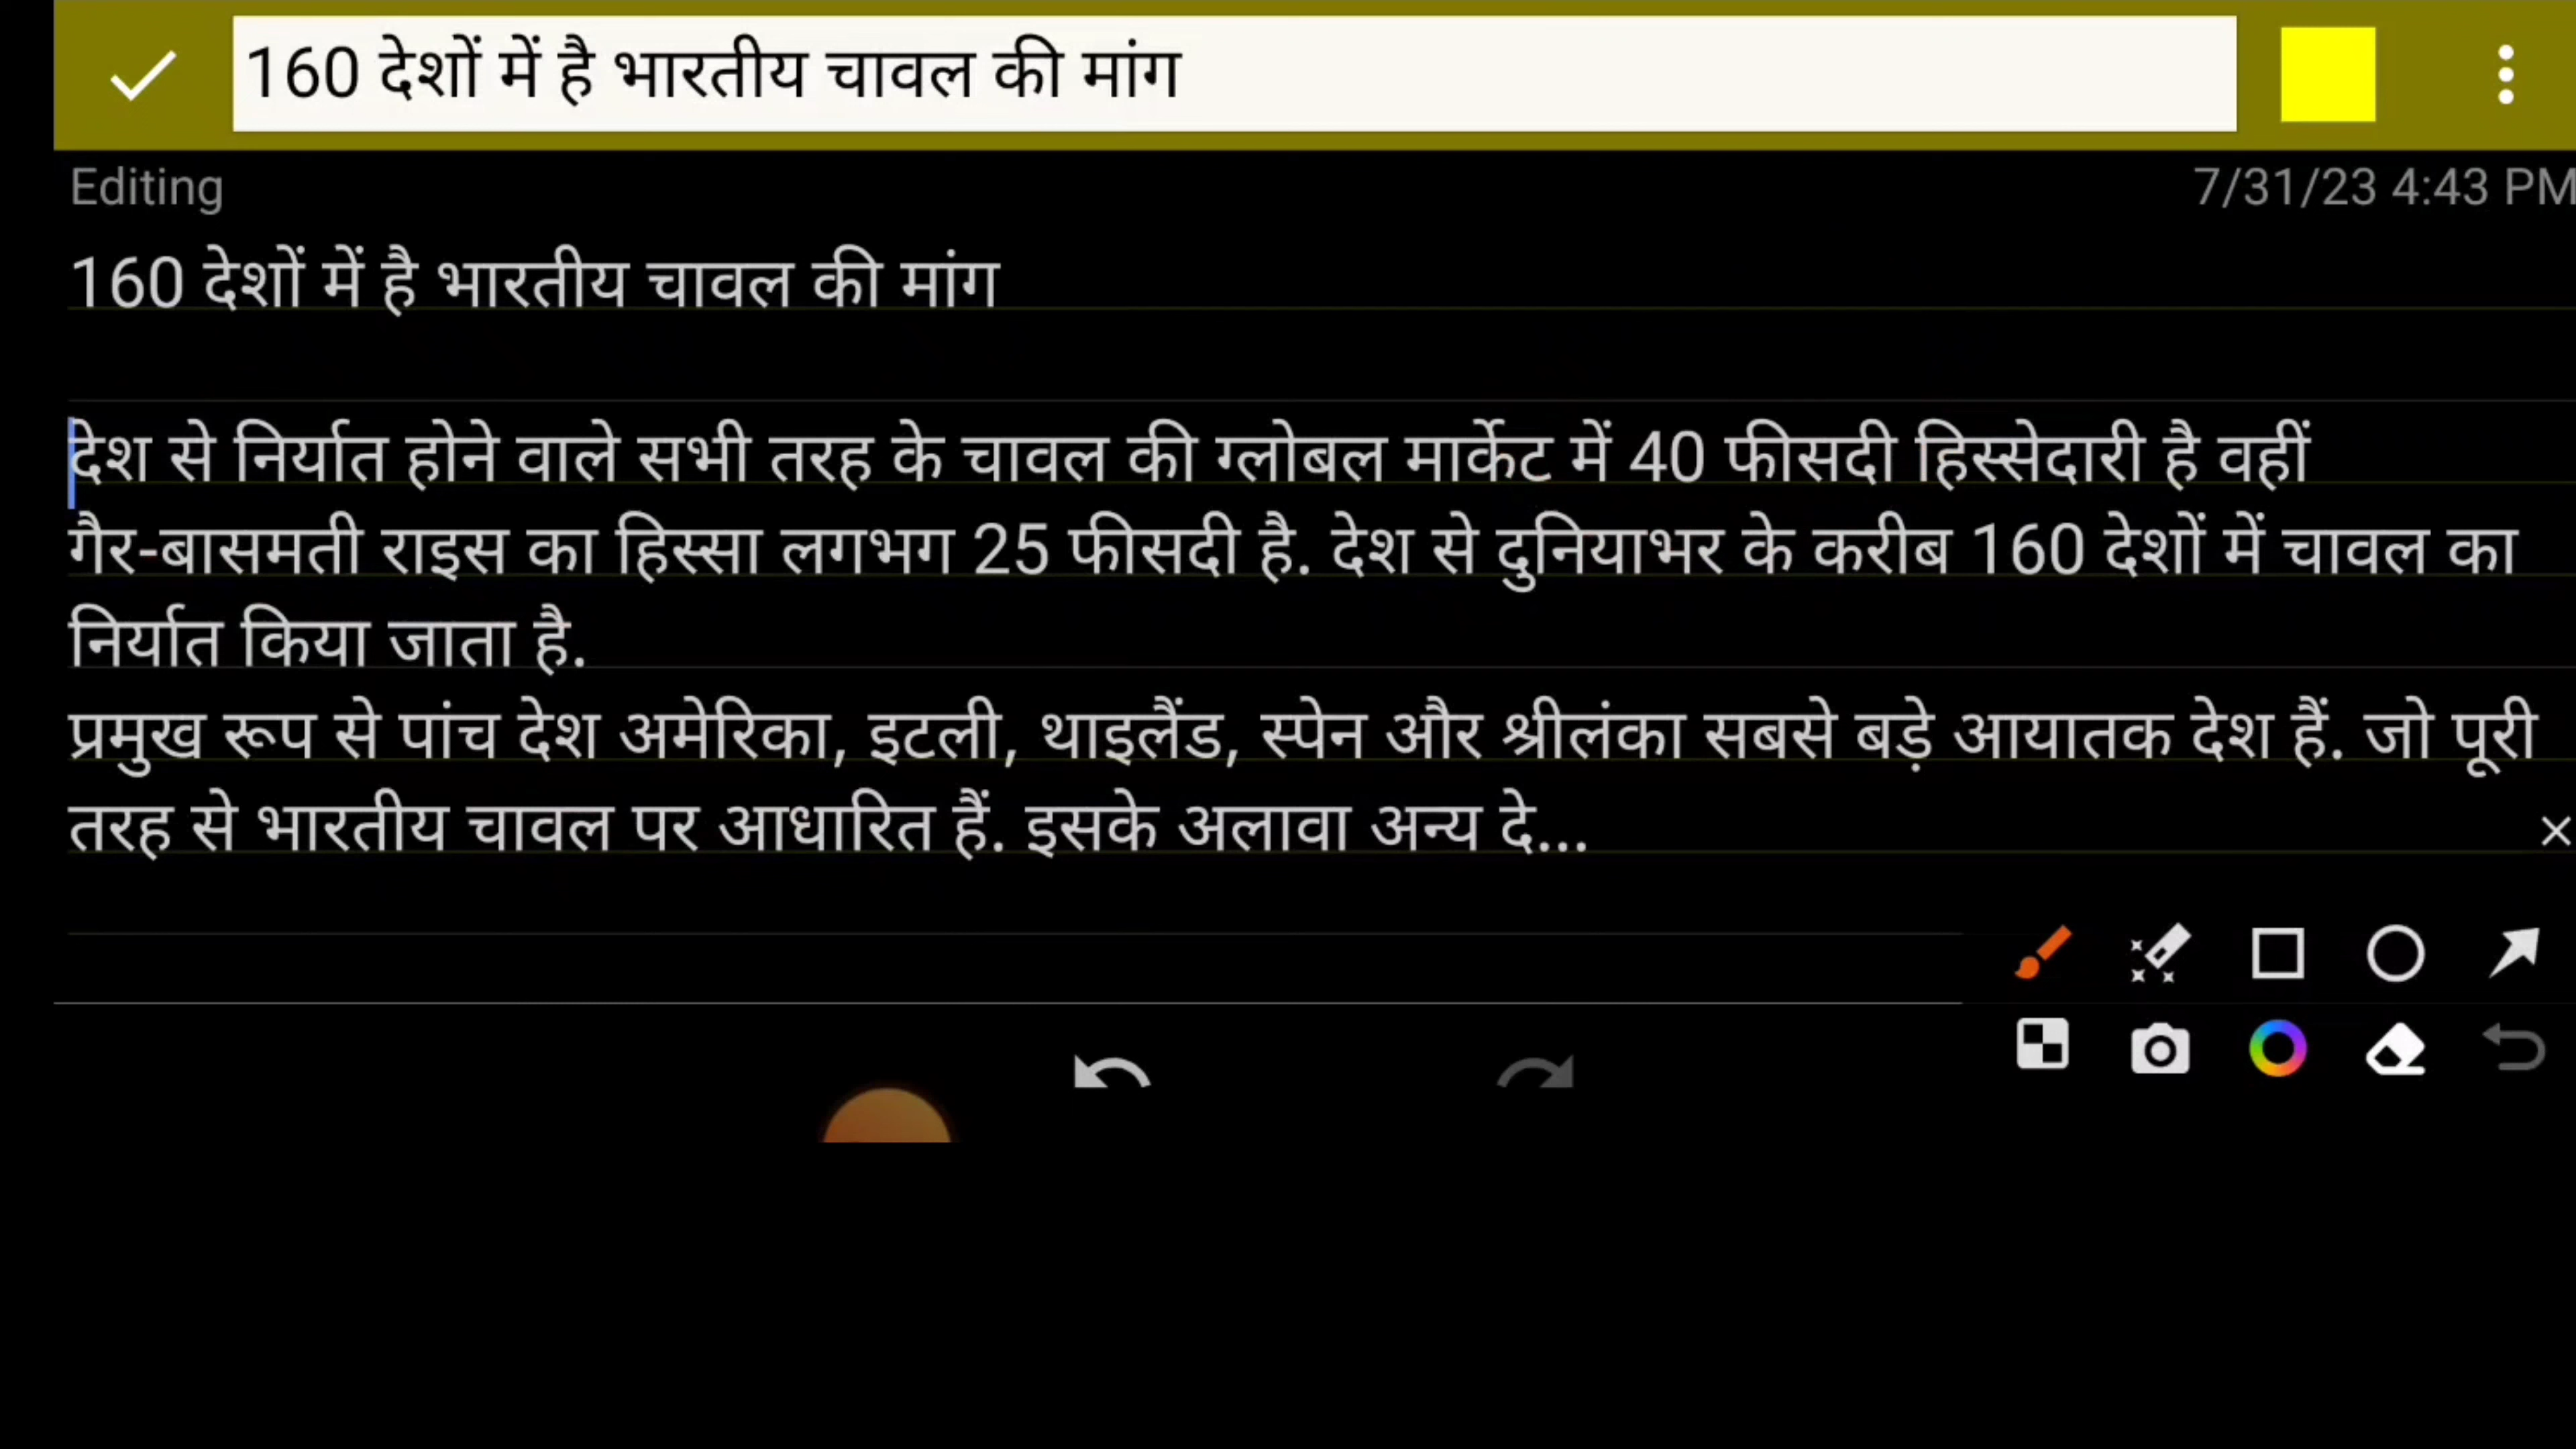 160 देशों में है भारतीय चावल की मांग
Editing
7/31/23 4:43 PM
160 देशों में है भारतीय चावल की मांग
देश से निर्यात होने वाले सभी तरह के चावल की ग्लोबल मार्केट में 40 फीसदी हिस्सेदारी है वहीं
गैर-बासमती राइस का हिस्सा लगभग 25 फीसदी है. देश से दुनियाभर के करीब 160 देशों में चावल का
निर्यात किया जाता है.
प्रमुख रूप से पांच देश अमेरिका, इटली, थाइलैंड, स्पेन और श्रीलंका सबसे बड़े आयातक देश हैं. जो पूरी
तरह से भारतीय चावल पर आधारित हैं. इसके अलावा अन्य दे...